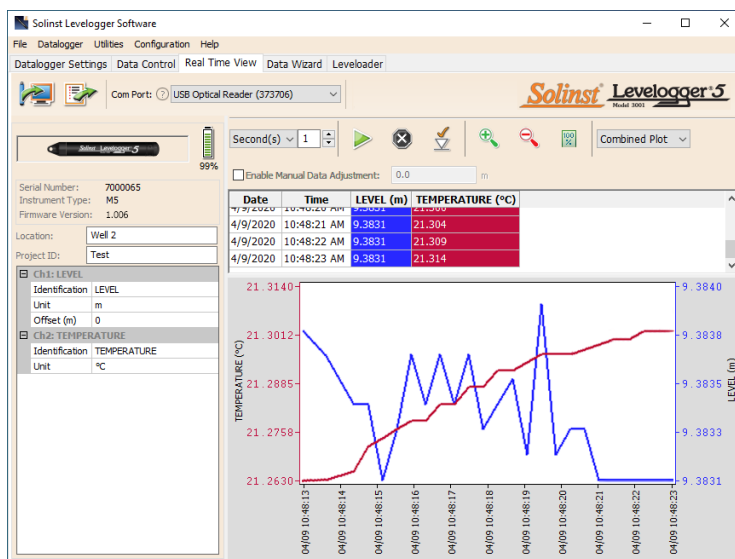 Solinst Levelogger Software
File Datalogger Utilities Configuration Help
Datalogger Settings Data Control Real Time View Data Wizard Leveloader
Com Port: ? USB Optical Reader (373706)
Solinst Levelogger 5
Model 3001
Solinst Levelogger 5
99%
Second(s) 1 100 % Combined Plot
Enable Manual Data Adjustment: 0.0 m
Serial Number: 7000065
Instrument Type: M5
Firmware Version: 1.006
Location: Well 2
Project ID: Test
Ch1: LEVEL
Identification LEVEL
Unit m
Offset (m) 0
Ch2: TEMPERATURE
Identification TEMPERATURE
Unit ºC
Date Time LEVEL (m) TEMPERATURE (ºC)
4/9/2020 10:48:21 AM 9.3831 21.304
4/9/2020 10:48:22 AM 9.3831 21.309
4/9/2020 10:48:23 AM 9.3831 21.314
TEMPERATURE (ºC)
21.3140
21.3012
21.2885
21.2758
21.2630
9.3840
9.3838
9.3835
9.3833
9.3831
LEVEL (m)
04/09 10:48:13
04/09 10:48:14
04/09 10:48:15
04/09 10:48:16
04/09 10:48:17
04/09 10:48:18
04/09 10:48:19
04/09 10:48:20
04/09 10:48:21
04/09 10:48:22
04/09 10:48:23